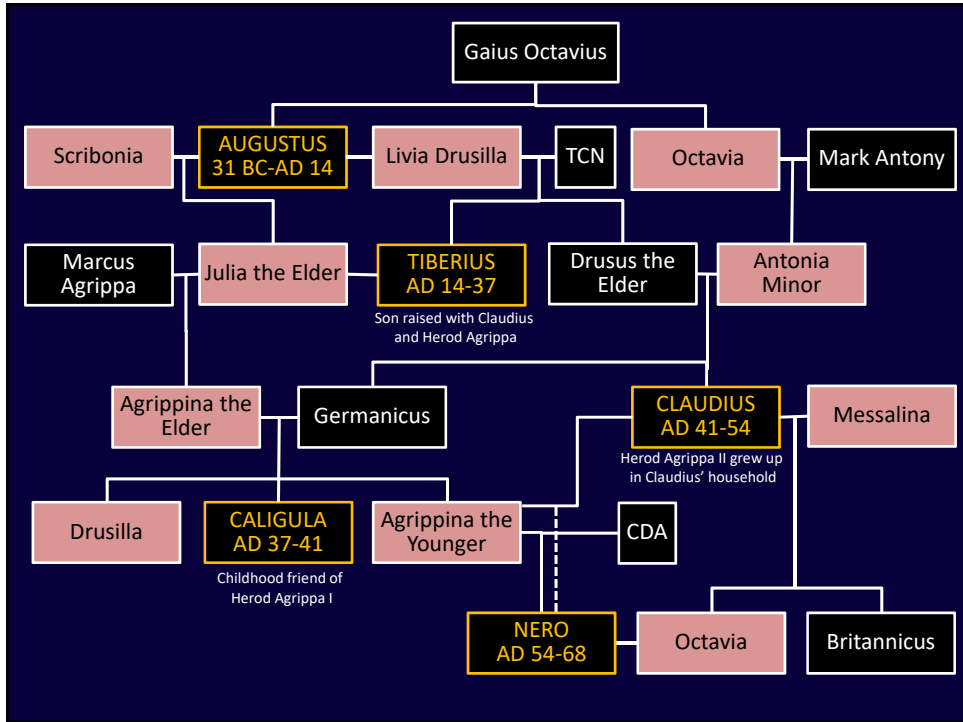 Gaius Octavius
Scribonia
AUGUSTUS
31 BC-AD 14
Livia Drusilla
TCN
Octavia
Mark Antony
Marcus
Agrippa
Julia the Elder
TIBERIUS
AD 14-37
Drusus the
Elder
Antonia
Minor
Son raised with Claudius
and Herod Agrippa
Agrippina the
Elder
Germanicus
CLAUDIUS
AD 41-54
Messalina
Herod Agrippa II grew up
in Claudius’ household
Drusilla
CALIGULA
AD 37-41
Agrippina the
Younger
CDA
Childhood friend of
Herod Agrippa I
NERO
AD 54-68
Octavia
Britannicus